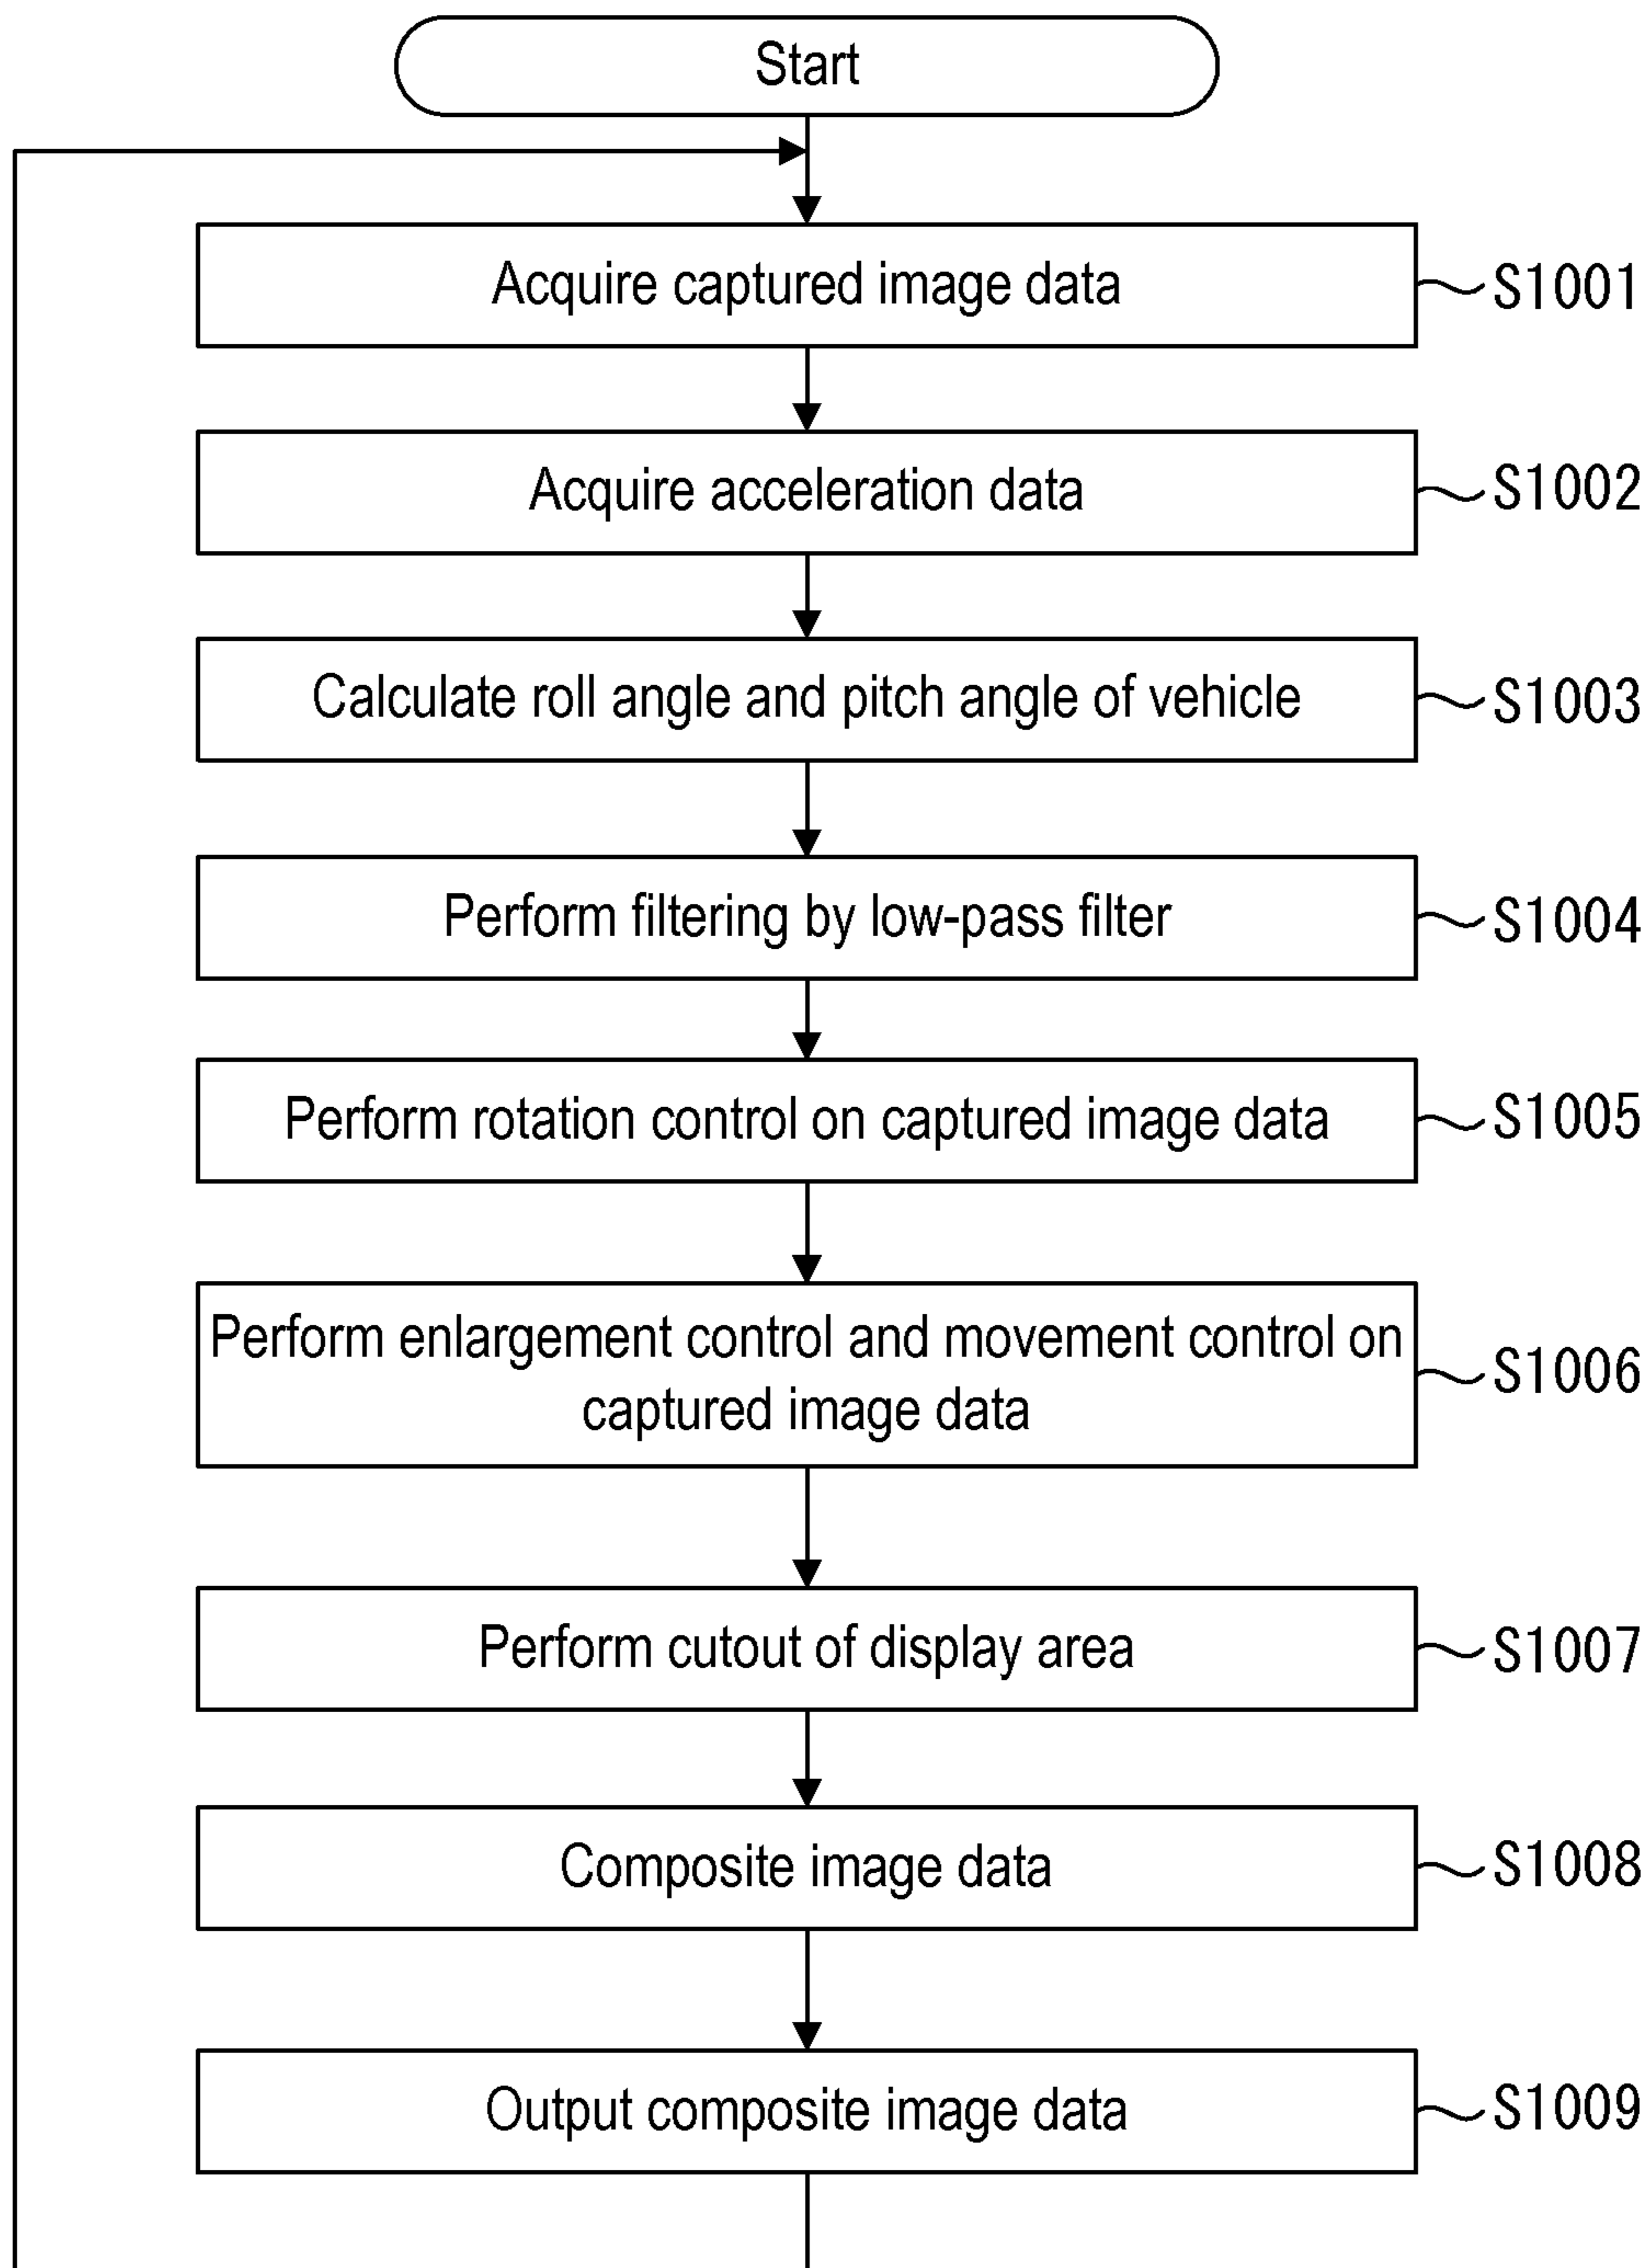 Start
Acquire captured image data
S1001
Acquire acceleration data
S1002
Calculate roll angle and pitch angle of vehicle
S1003
Perform filtering by low-pass filter
S1004
Perform rotation control on captured image data
S1005
Perform enlargement control and movement control on
captured image data
S1006
Perform cutout of display area
S1007
Composite image data
S1008
Output composite image data
S1009